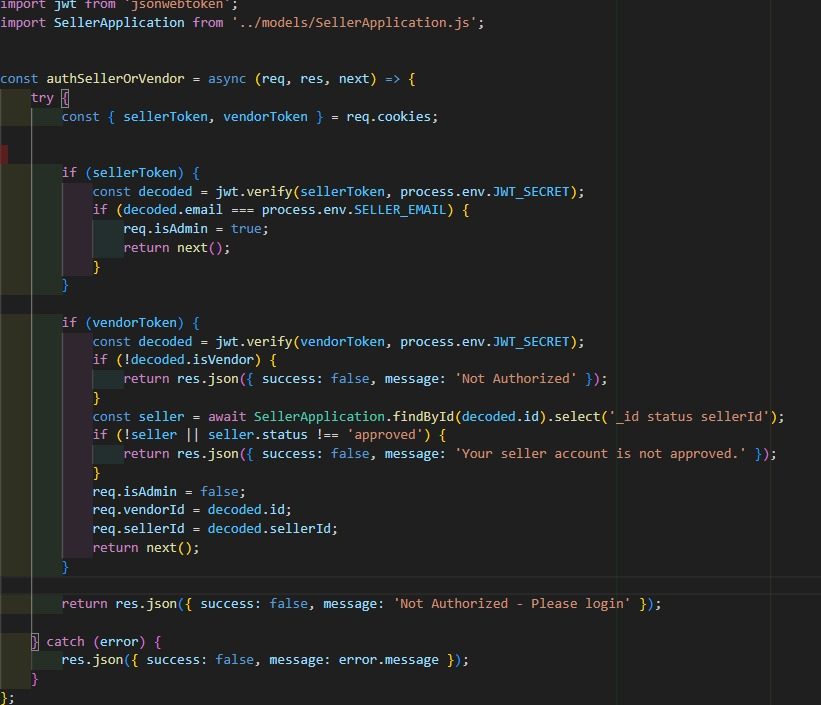 import jwt from 'jsonwebtoken';
import SellerApplication from '../models/SellerApplication.js';
const authSellerOrVendor = async (req, res, next) => {
try {
const { sellerToken, vendorToken } = req.cookies;
if (sellerToken) {
const decoded = jwt.verify(sellerToken, process.env.JWT_SECRET);
if (decoded.email === process.env.SELLER_EMAIL) {
req.isAdmin = true;
return next();
}
}
if (vendorToken) {
const decoded = jwt.verify(vendorToken, process.env.JWT_SECRET);
if (!decoded.isVendor) {
return res.json({ success: false, message: 'Not Authorized' });
}
const seller = await SellerApplication.findById(decoded.id).select('_id status sellerId');
if (!seller || seller.status !== 'approved') {
return res.json({ success: false, message: 'Your seller account is not approved.' });
}
req.isAdmin = false;
req.vendorId = decoded.id;
req.sellerId = decoded.sellerId;
return next();
}
return res.json({ success: false, message: 'Not Authorized - Please login' });
} catch (error) {
res.json({ success: false, message: error.message });
}
};